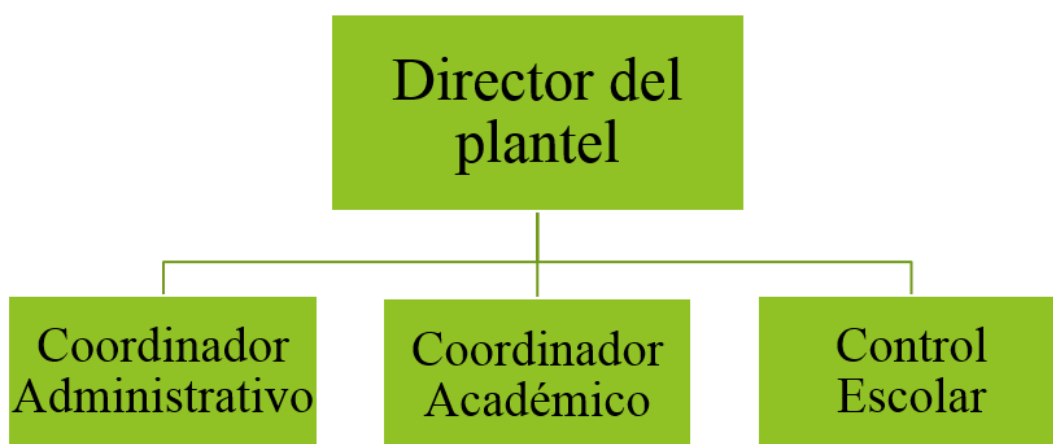 Director del
plantel
Coordinador
Administrativo
Coordinador
Académico
Control
Escolar